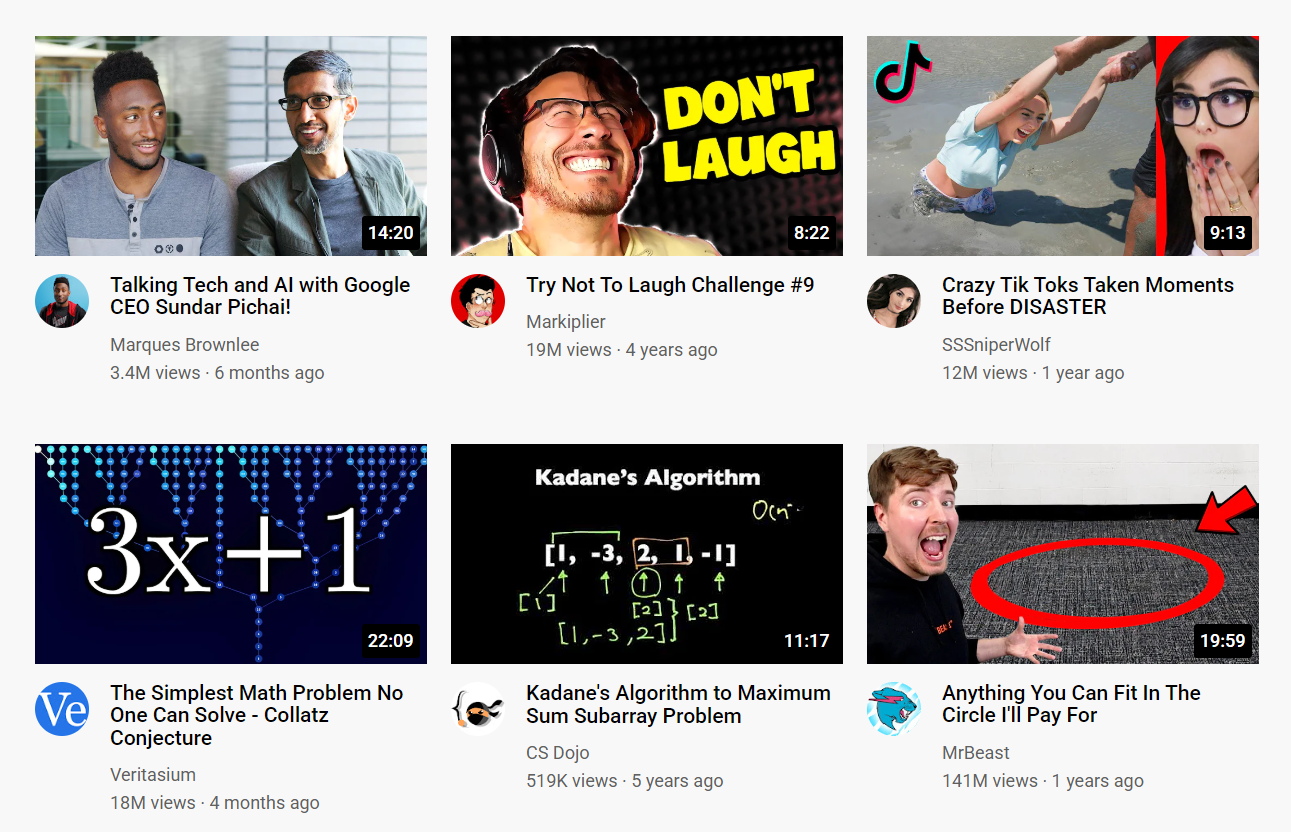 DON'T
LAUGH
14:20
8:22
9:13
Talking Tech and AI with Google
CEO Sundar Pichai!
Marques Brownlee
3.4M views · 6 months ago
Try Not To Laugh Challenge #9
Markiplier
19M views · 4 years ago
Crazy Tik Toks Taken Moments
Before DISASTER
SSSniperWolf
12M views · 1 year ago
3x+1
22:09
Kadane's Algorithm
[1, -3, 2, 1, -1]
[1]
[2]
[2]
[1, -3, 2]
11:17
19:59
Ve
The Simplest Math Problem No
One Can Solve - Collatz
Conjecture
Veritasium
18M views · 4 months ago
Kadane's Algorithm to Maximum
Sum Subarray Problem
CS Dojo
519K views · 5 years ago
Anything You Can Fit In The
Circle I'll Pay For
MrBeast
141M views · 1 years ago